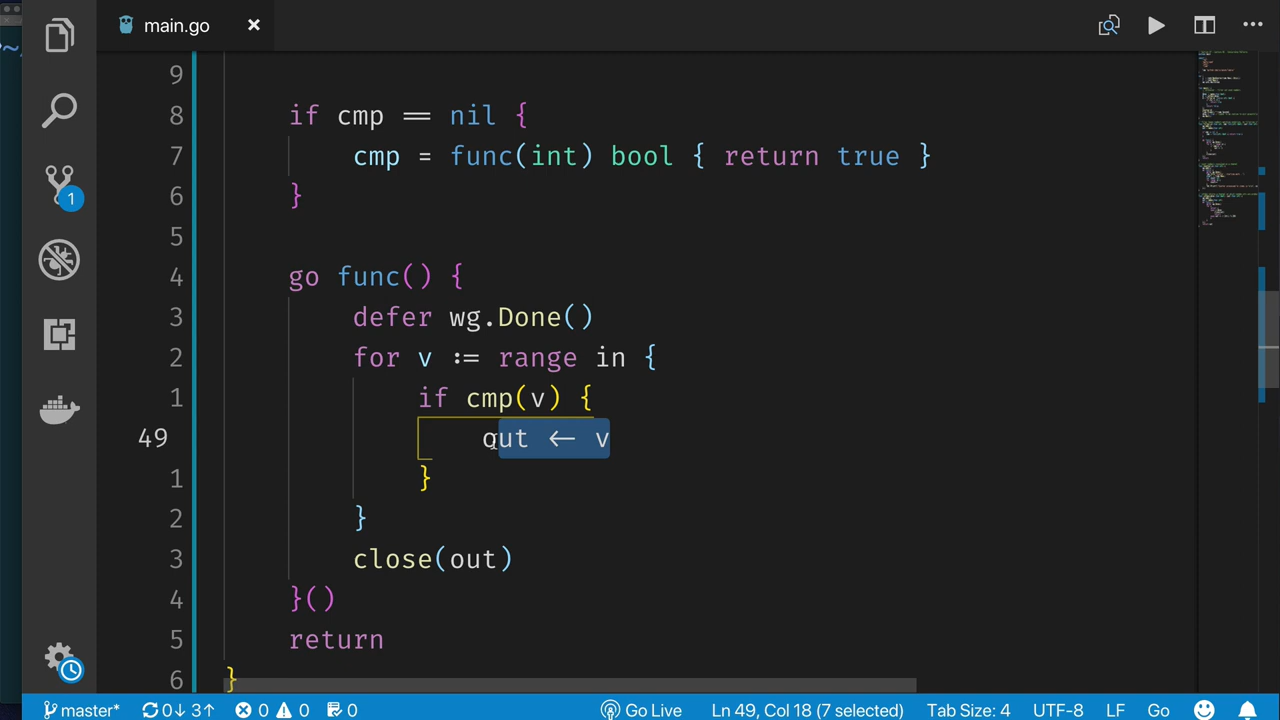 main.go
9
8 if cmp == nil {
7 cmp = func(int) bool { return true }
6 }
5
4 go func() {
3 defer wg.Done()
2 for v := range in {
1 if cmp(v) {
49 out <- v
1 }
2 }
3 close(out)
4 }()
5 return
6 }
1
master* 0↓ 3↑ 0 0 0 Go Live Ln 49, Col 18 (7 selected) Tab Size: 4 UTF-8 LF Go